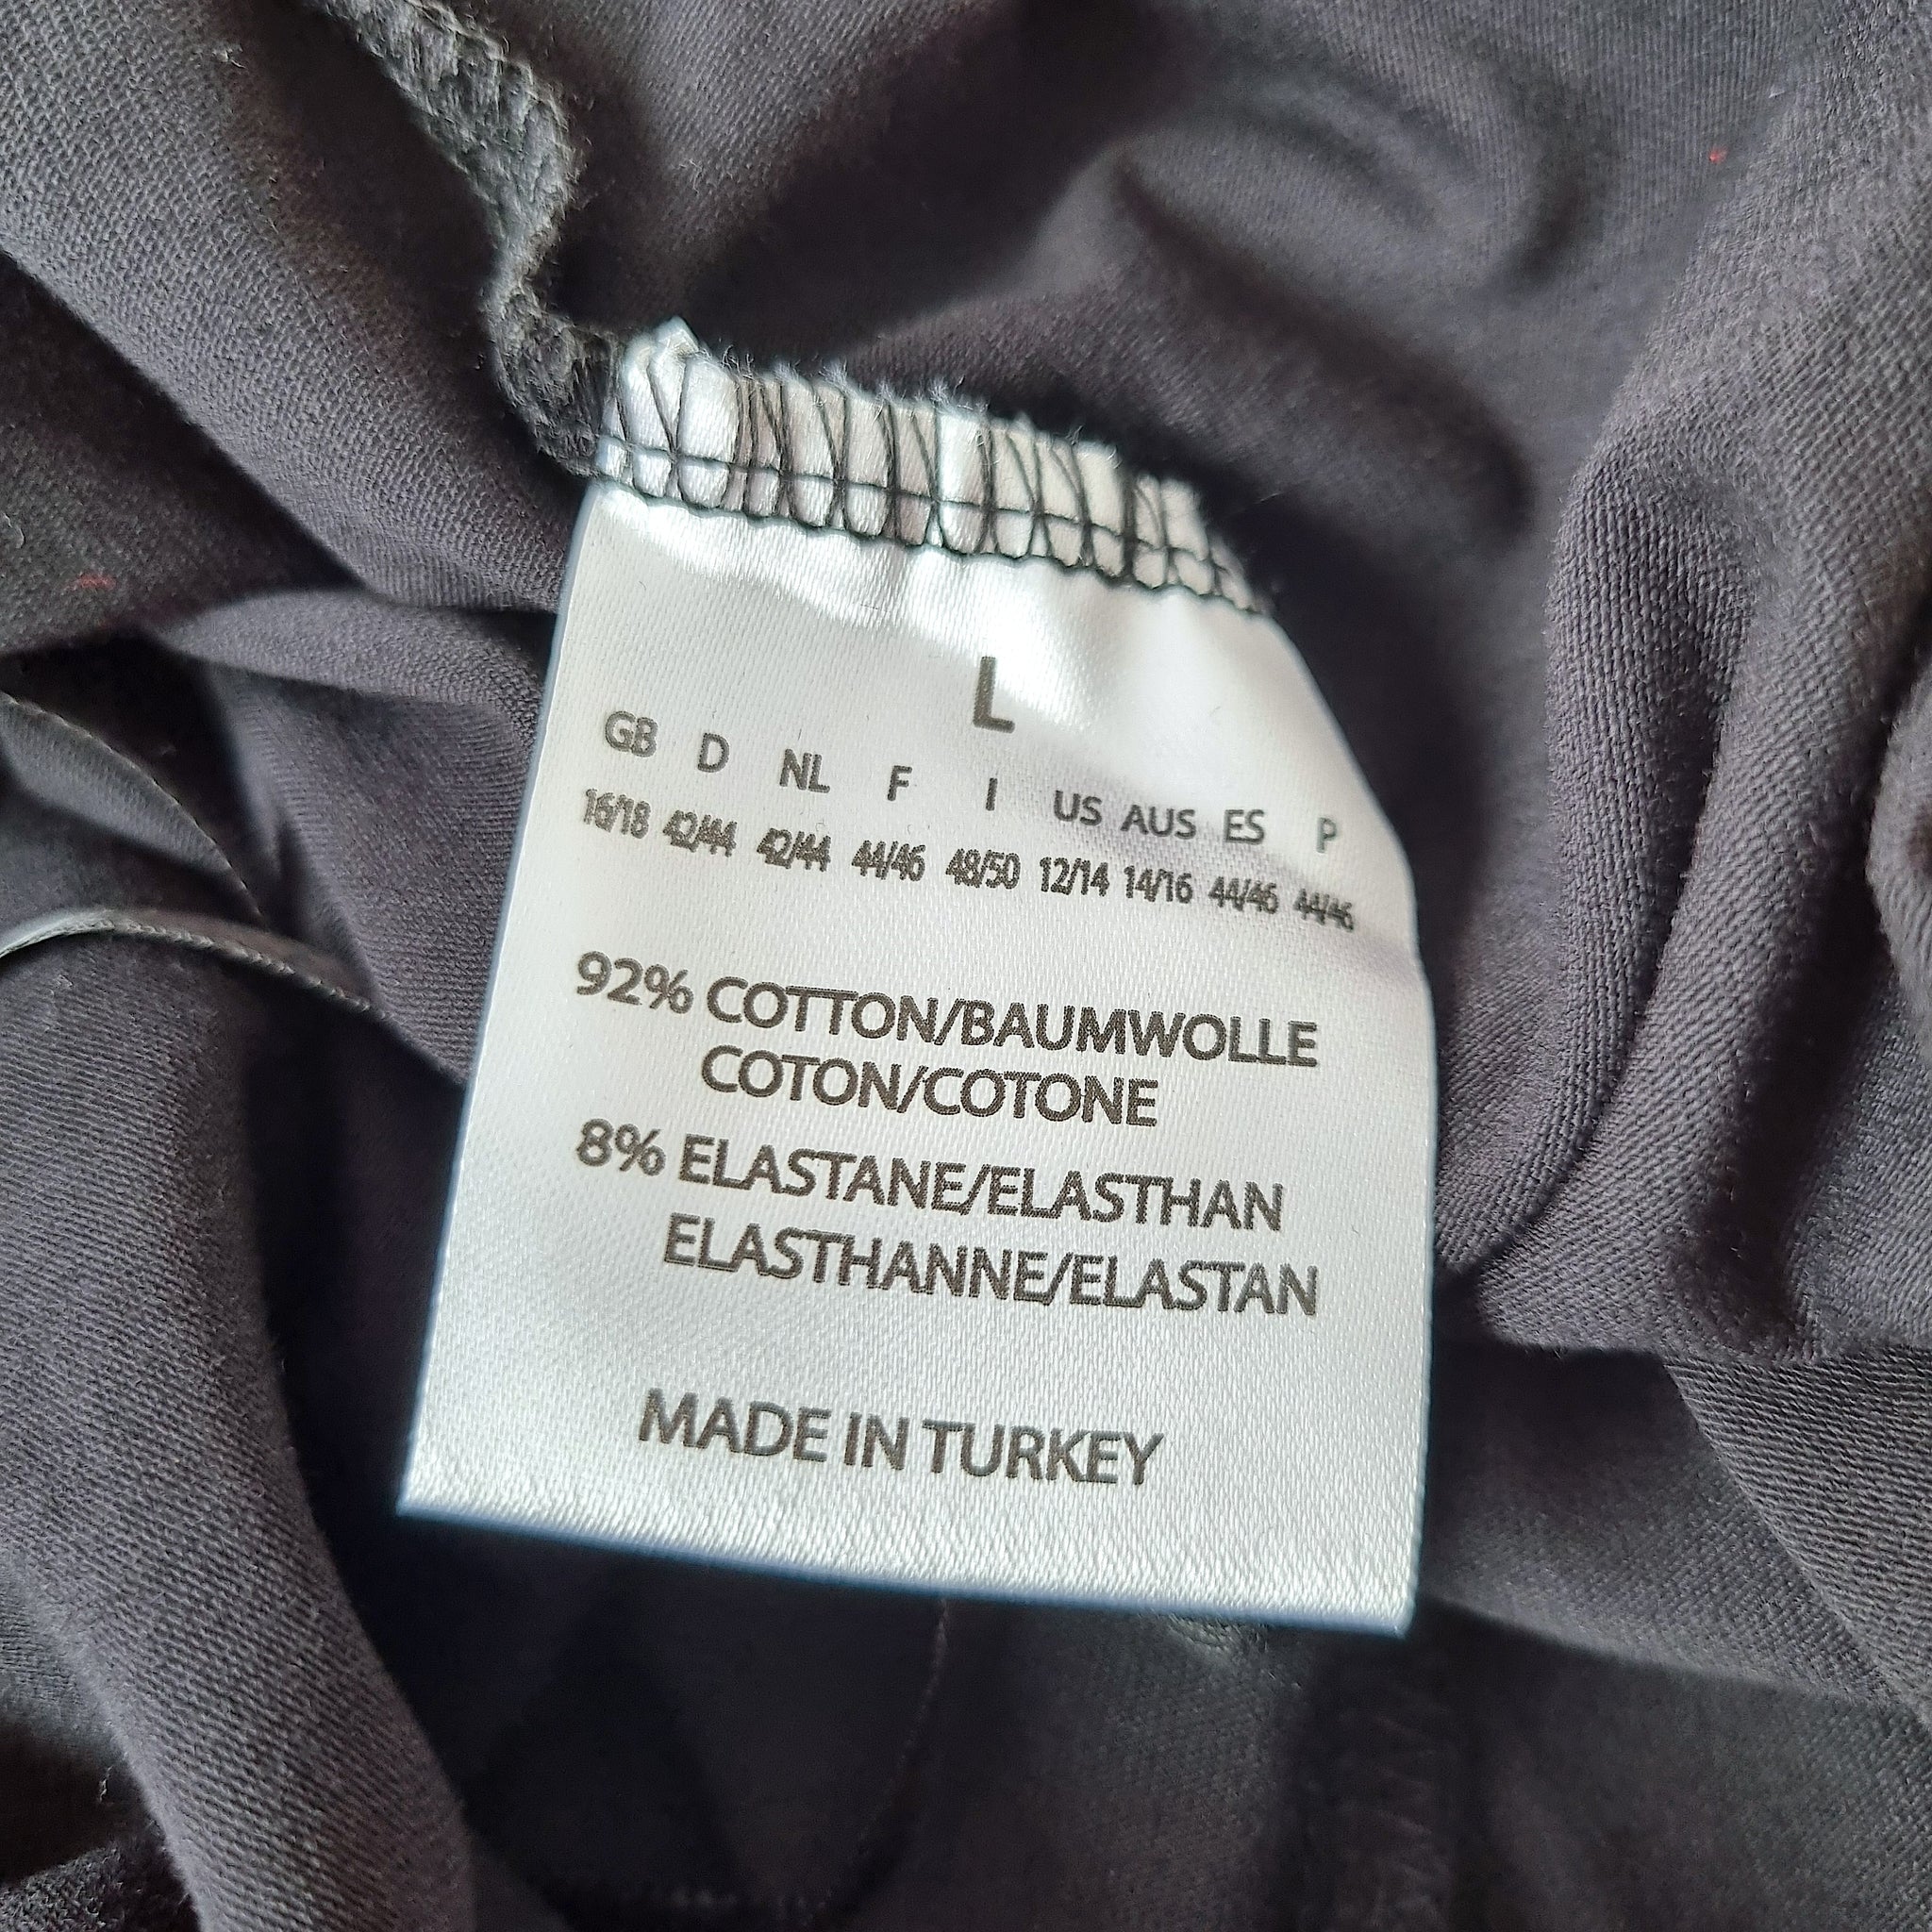 L
GB D NL F I US AUS ES P
16/18 42/44 42/44 44/46 48/50 12/14 14/16 44/46 44/46
92% COTTON/BAUMWOLLE
COTON/COTONE
8% ELASTANE/ELASTHAN
ELASTHANNE/ELASTAN
MADE IN TURKEY